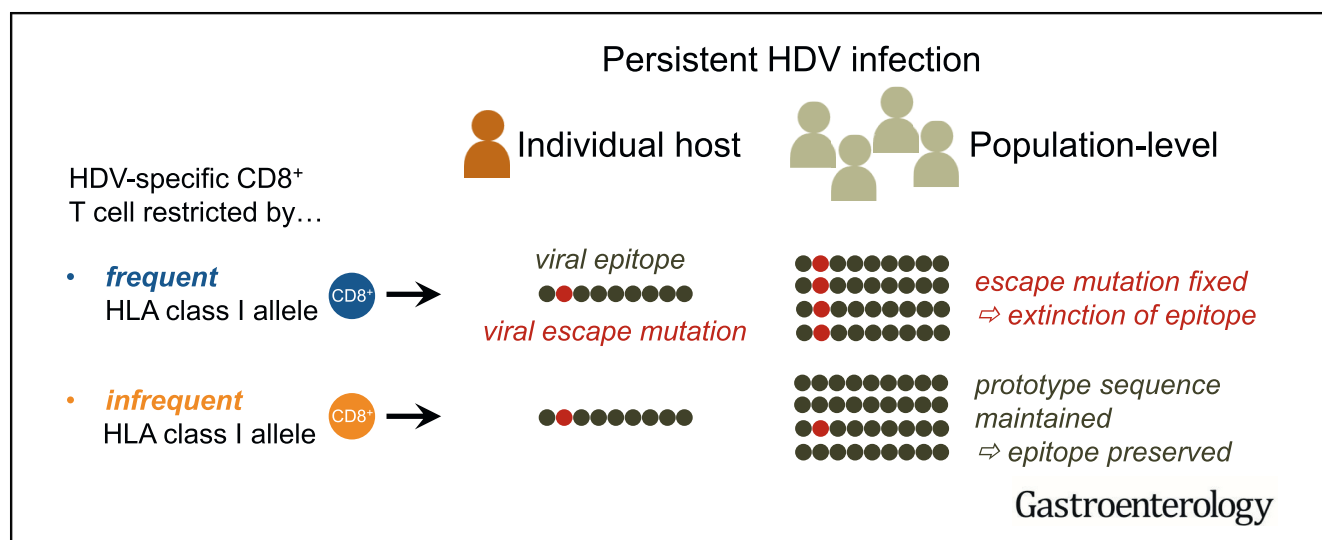 Persistent HDV infection
Individual host
Population-level
HDV-specific CD8⁺
T cell restricted by…
• frequent
HLA class I allele
CD8⁺
viral epitope
viral escape mutation
escape mutation fixed
⇨ extinction of epitope
• infrequent
HLA class I allele
CD8⁺
prototype sequence
maintained
⇨ epitope preserved
Gastroenterology